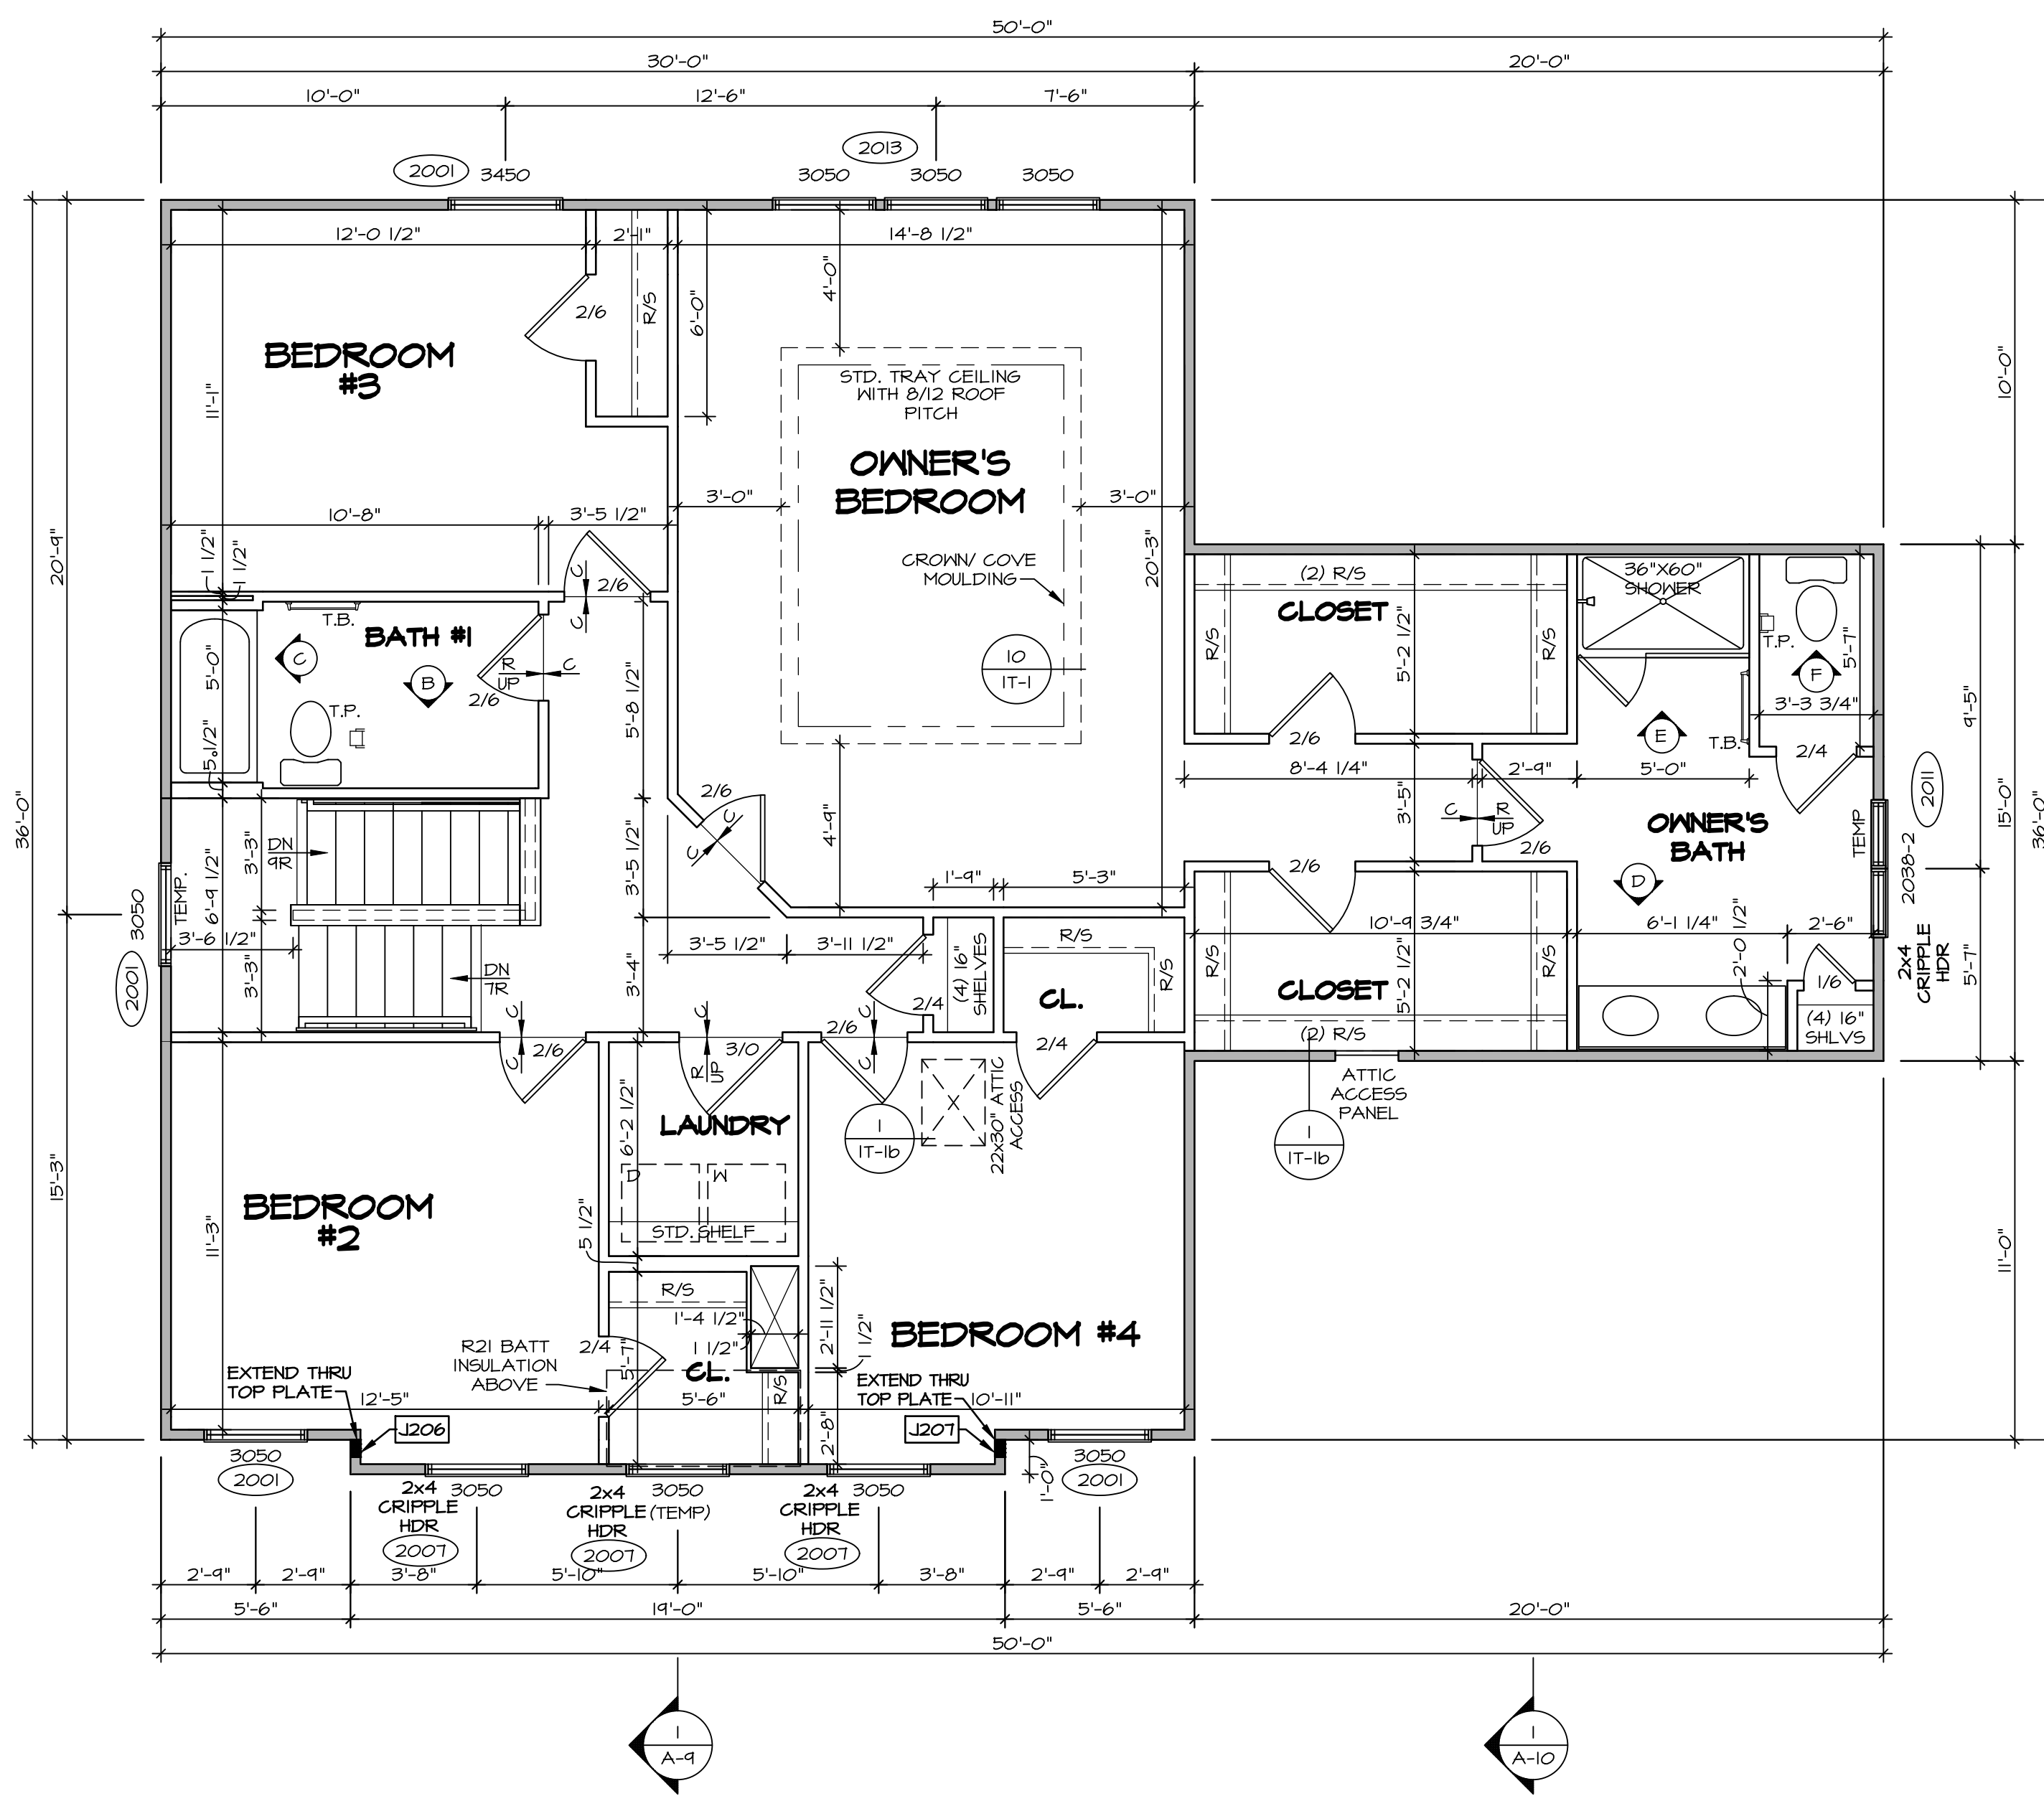 50'-0"
30'-0"
20'-0"
10'-0"
12'-6"
7'-6"
2001
3450
2013
3050
3050
3050
12'-0 1/2"
2'-1"
14'-8 1/2"
4'-0"
6'-0"
R/S
2/6
BEDROOM
#3
11'-1"
STD. TRAY CEILING
WITH 8/12 ROOF
PITCH
OWNER'S
BEDROOM
10'-0"
3'-0"
3'-0"
10'-8"
3'-5 1/2"
20'-9"
1 1/2"
1 1/2"
C
2/6
C
CROWN/ COVE
MOULDING
20'-3"
(2) R/S
36"X60"
SHOWER
CLOSET
T.B.
BATH #1
C
B
T.P.
5'-0"
R
UP
C
2/6
10
1T-1
R/S
5'-2 1/2"
R/S
T.P.
F
5'-7"
3'-3 3/4"
9'-5"
5'-8 1/2"
5 1/2"
E
T.B.
2/4
2/6
8'-4 1/4"
2'-9"
5'-0"
2/6
C
C
4'-9"
C
R
UP
3'-5"
2/6
OWNER'S
BATH
TEMP
2011
15'-0"
36'-0"
36'-0"
DN
9R
3'-3"
6'-9 1/2"
3'-5 1/2"
TEMP.
3050
2001
1'-9"
5'-3"
2/6
D
2038-2
3'-6 1/2"
3'-3"
DN
7R
3'-5 1/2"
3'-11 1/2"
3'-4"
(4) 16"
SHELVES
R/S
R/S
CL.
10'-9 3/4"
6'-1 1/4"
2'-6"
2'-0 1/2"
R/S
5'-2 1/2"
R/S
CLOSET
(2) R/S
1/6
(4) 16"
SHLVS
2x4
CRIPPLE
HDR
5'-7"
2/4
C
C
2/6
C
3/0
R
UP
2/6
C
C
2/4
22x30" ATTIC
ACCESS
ATTIC
ACCESS
PANEL
1
1T-1b
1
1T-1b
6'-2 1/2"
LAUNDRY
D
W
STD. SHELF
BEDROOM
#2
15'-3"
11'-3"
11'-0"
5 1/2"
R/S
1'-4 1/2"
1 1/2"
2'-11 1/2"
1 1/2"
BEDROOM #4
R21 BATT
INSULATION
ABOVE
2/4
5'-7"
CL.
R/S
EXTEND THRU
TOP PLATE
12'-5"
5'-6"
EXTEND THRU
TOP PLATE
10'-11"
J206
2'-8"
J207
3050
2001
2x4
CRIPPLE
HDR
3050
2007
2x4
CRIPPLE
HDR
3050
(TEMP)
2007
2x4
CRIPPLE
HDR
3050
2007
1'-0"
3050
2001
2'-9"
2'-9"
3'-8"
5'-10"
5'-10"
3'-8"
2'-9"
2'-9"
5'-6"
19'-0"
5'-6"
20'-0"
50'-0"
1
A-9
1
A-10